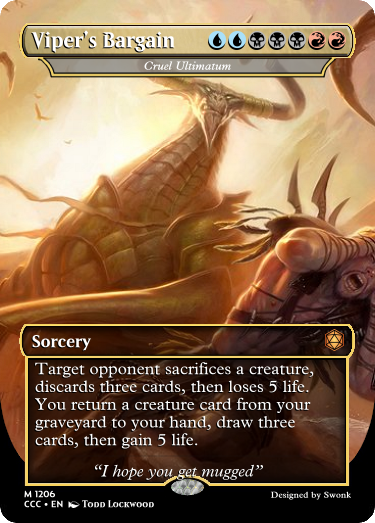 Viper's Bargain
Cruel Ultimatum
Sorcery
Target opponent sacrifices a creature,
discards three cards, then loses 5 life.
You return a creature card from your
graveyard to your hand, draw three
cards, then gain 5 life.
“I hope you get mugged”
M 1206
CCC • EN Todd Lockwood
Designed by Swonk